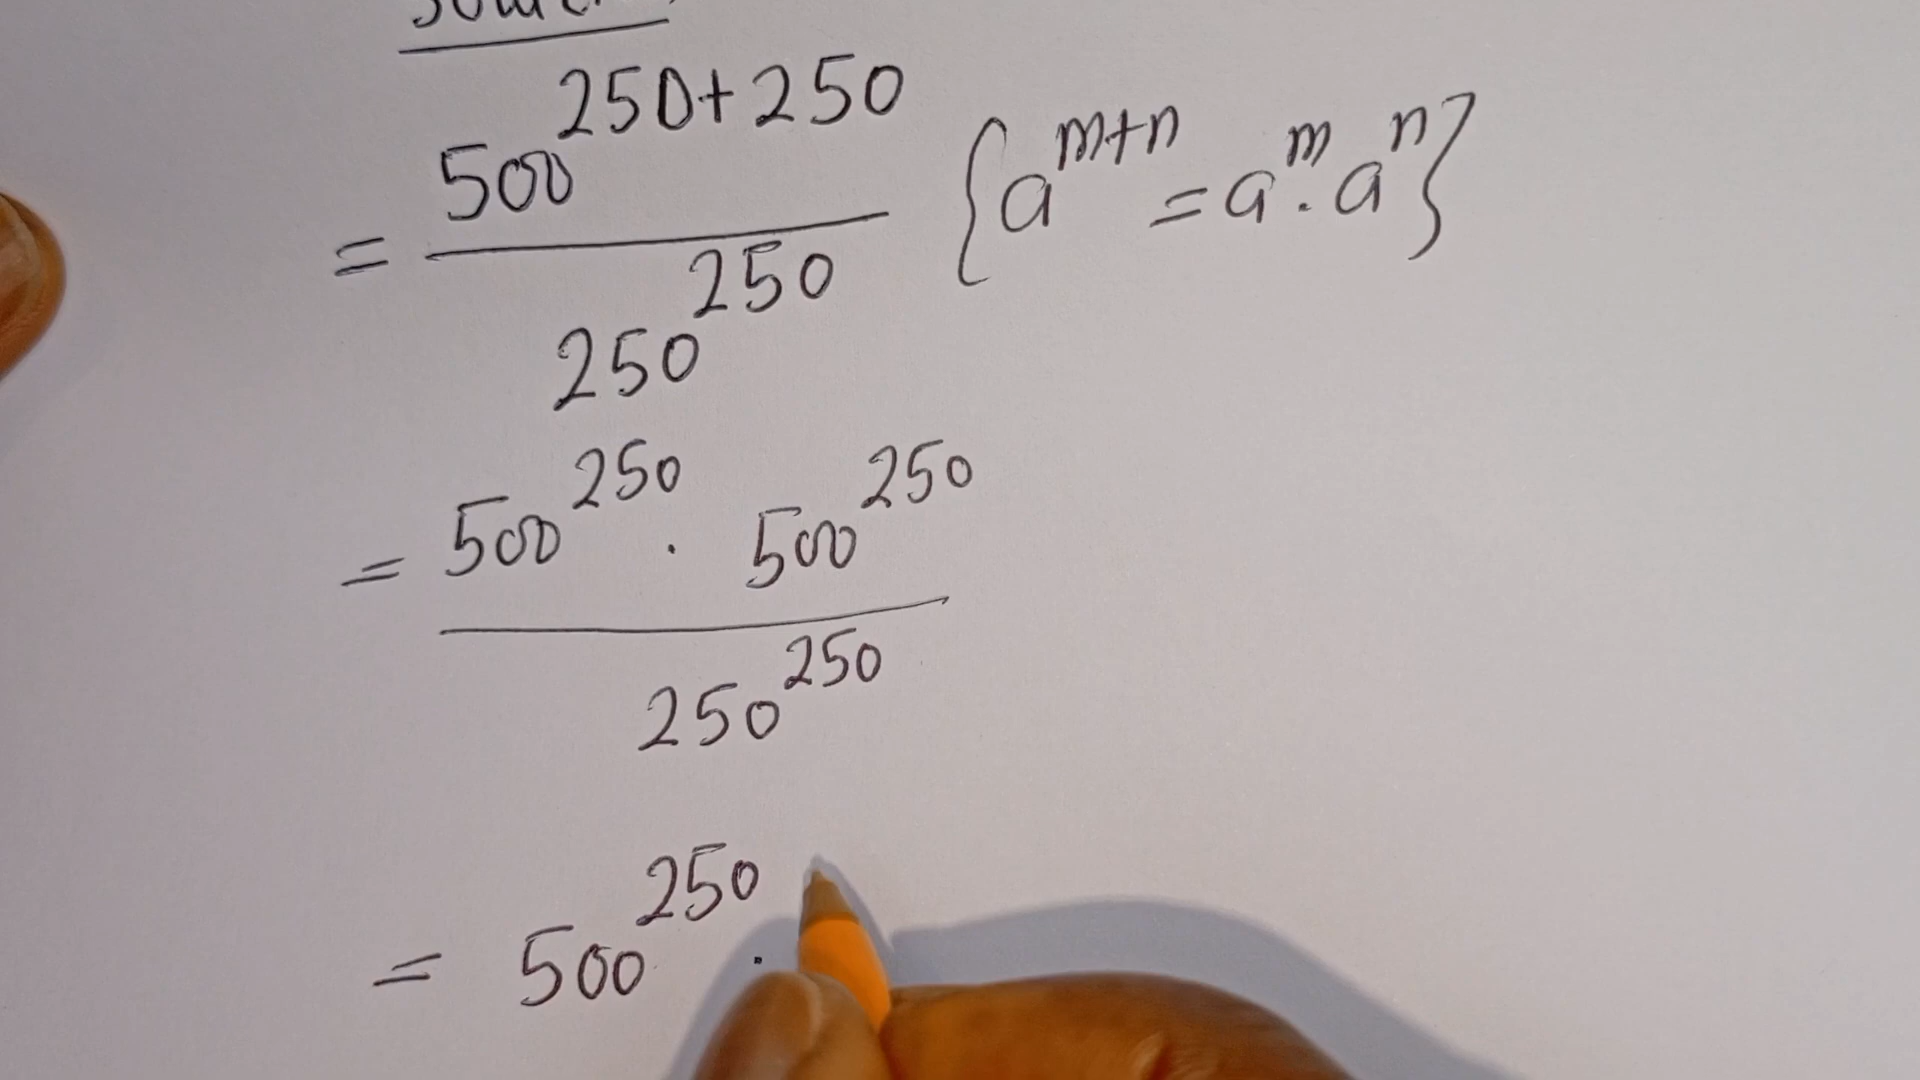 500^{250+250} {a^{m+n} = a^m . a^n}
= ―
250^{250}
= 500^{250} . 500^{250}
250^{250}
= 500^{250} .